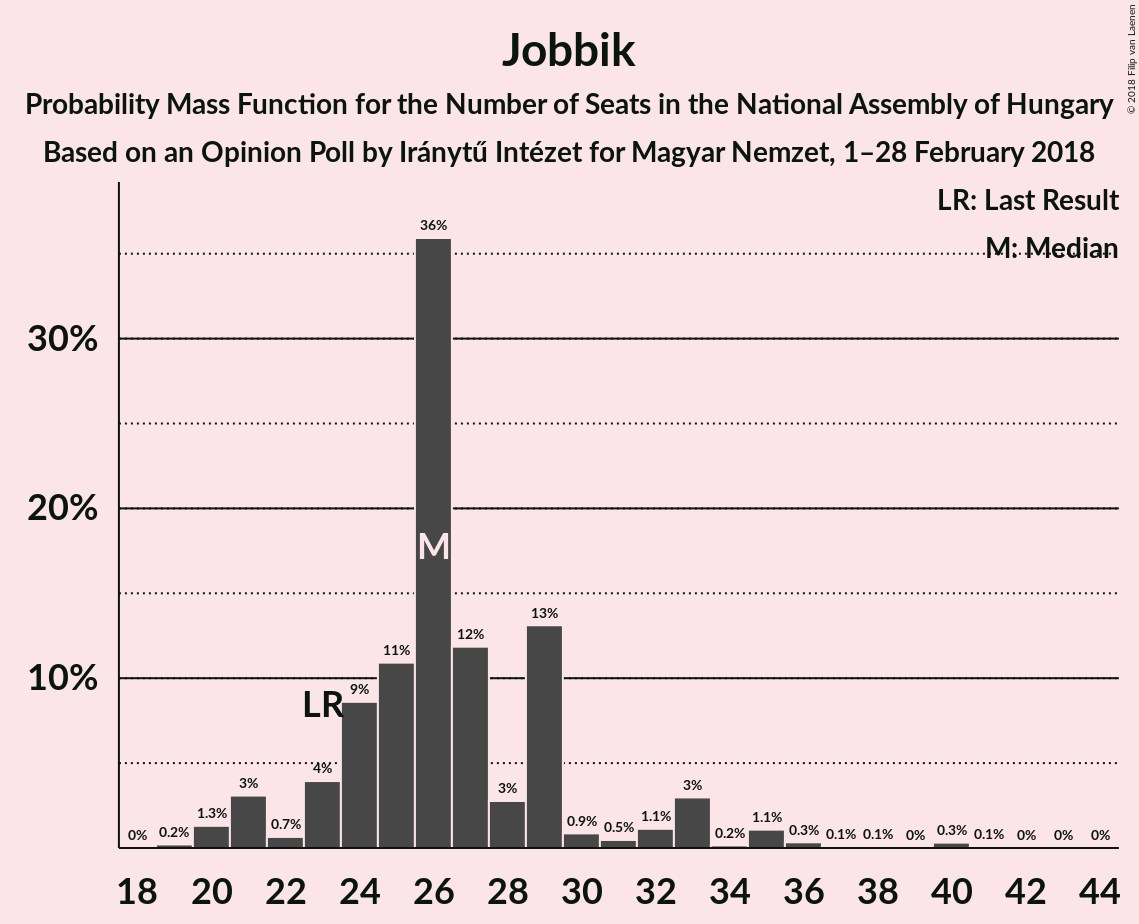 Jobbik
Probability Mass Function for the Number of Seats in the National Assembly of Hungary
Based on an Opinion Poll by Iránytű Intézet for Magyar Nemzet, 1–28 February 2018
© 2018 Filip van Laenen
LR: Last Result
M: Median
30%
20%
10%
0% 0.2% 1.3% 3% 0.7% 4% 9% 11% 36% 12% 3% 13% 0.9% 0.5% 1.1% 3% 0.2% 1.1% 0.3% 0.1% 0.1% 0% 0.3% 0.1% 0% 0% 0%
LR
M
18 20 22 24 26 28 30 32 34 36 38 40 42 44